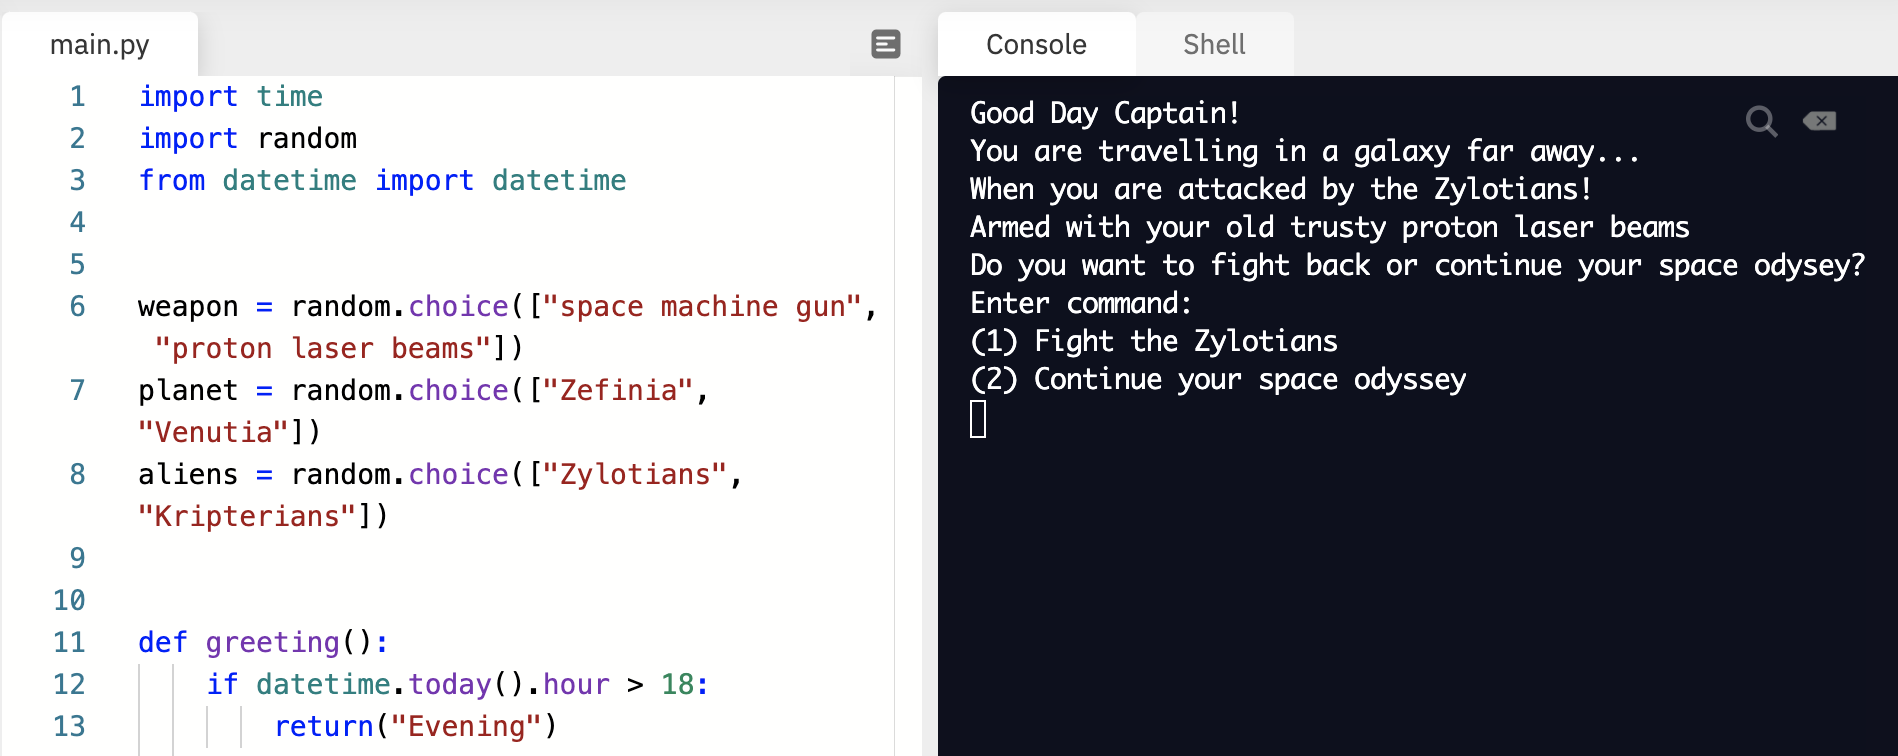 main.py
1 import time
2 import random
3 from datetime import datetime
4
5
6 weapon = random.choice(["space machine gun",
"proton laser beams"])
7 planet = random.choice(["Zefinia",
"Venutia"])
8 aliens = random.choice(["Zylotians",
"Kripterians"])
9
10
11 def greeting():
12 if datetime.today().hour > 18:
13 return("Evening")
Console Shell
Good Day Captain!
You are travelling in a galaxy far away...
When you are attacked by the Zylotians!
Armed with your old trusty proton laser beams
Do you want to fight back or continue your space odysey?
Enter command:
(1) Fight the Zylotians
(2) Continue your space odyssey